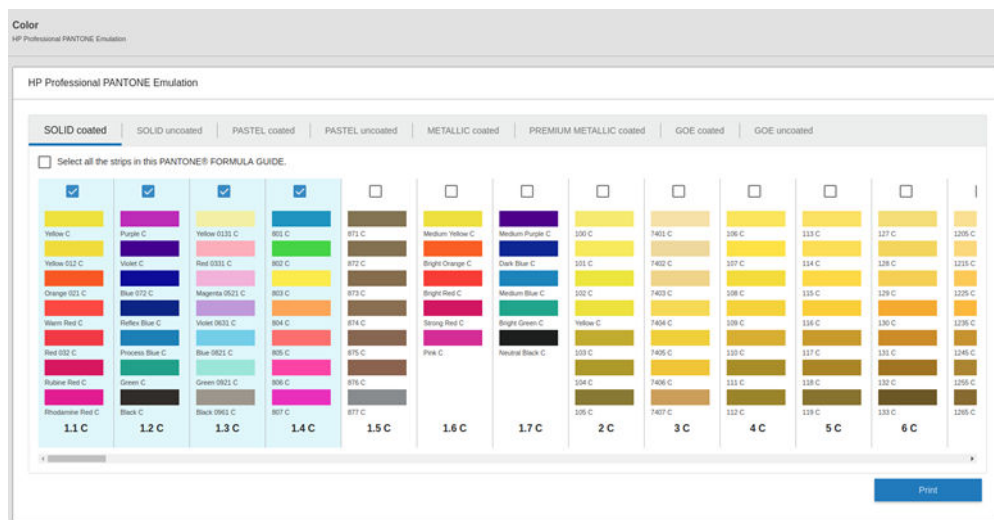 Color
HP Professional PANTONE Emulation
HP Professional PANTONE Emulation
SOLID coated SOLID uncoated PASTEL coated PASTEL uncoated METALLIC coated PREMIUM METALLIC coated GOE coated GOE uncoated
Select all the strips in this PANTONE® FORMULA GUIDE.
Yellow C Purple C Yellow 0131 C 801 C 871 C Medium Yellow C Medium Purple C 100 C 7401 C 106 C 113 C 127 C 1205 C
Yellow 012 C Violet C Red 0331 C 802 C 872 C Bright Orange C Dark Blue C 101 C 7402 C 107 C 114 C 128 C 1215 C
Orange 021 C Blue 072 C Magenta 0521 C 803 C 873 C Bright Red C Medium Blue C 102 C 7403 C 108 C 115 C 129 C 1225 C
Warm Red C Reflex Blue C Violet 0631 C 804 C 874 C Strong Red C Bright Green C Yellow C 7404 C 109 C 116 C 130 C 1235 C
Red 032 C Process Blue C Blue 0821 C 805 C 875 C Pink C Neutral Black C 103 C 7405 C 110 C 117 C 131 C 1245 C
Rubine Red C Green C Green 0921 C 806 C 876 C 104 C 7406 C 111 C 118 C 132 C 1255 C
Rhodamine Red C Black C Black 0961 C 807 C 877 C 105 C 7407 C 112 C 119 C 133 C 1265 C
1.1 C 1.2 C 1.3 C 1.4 C 1.5 C 1.6 C 1.7 C 2 C 3 C 4 C 5 C 6 C
Print